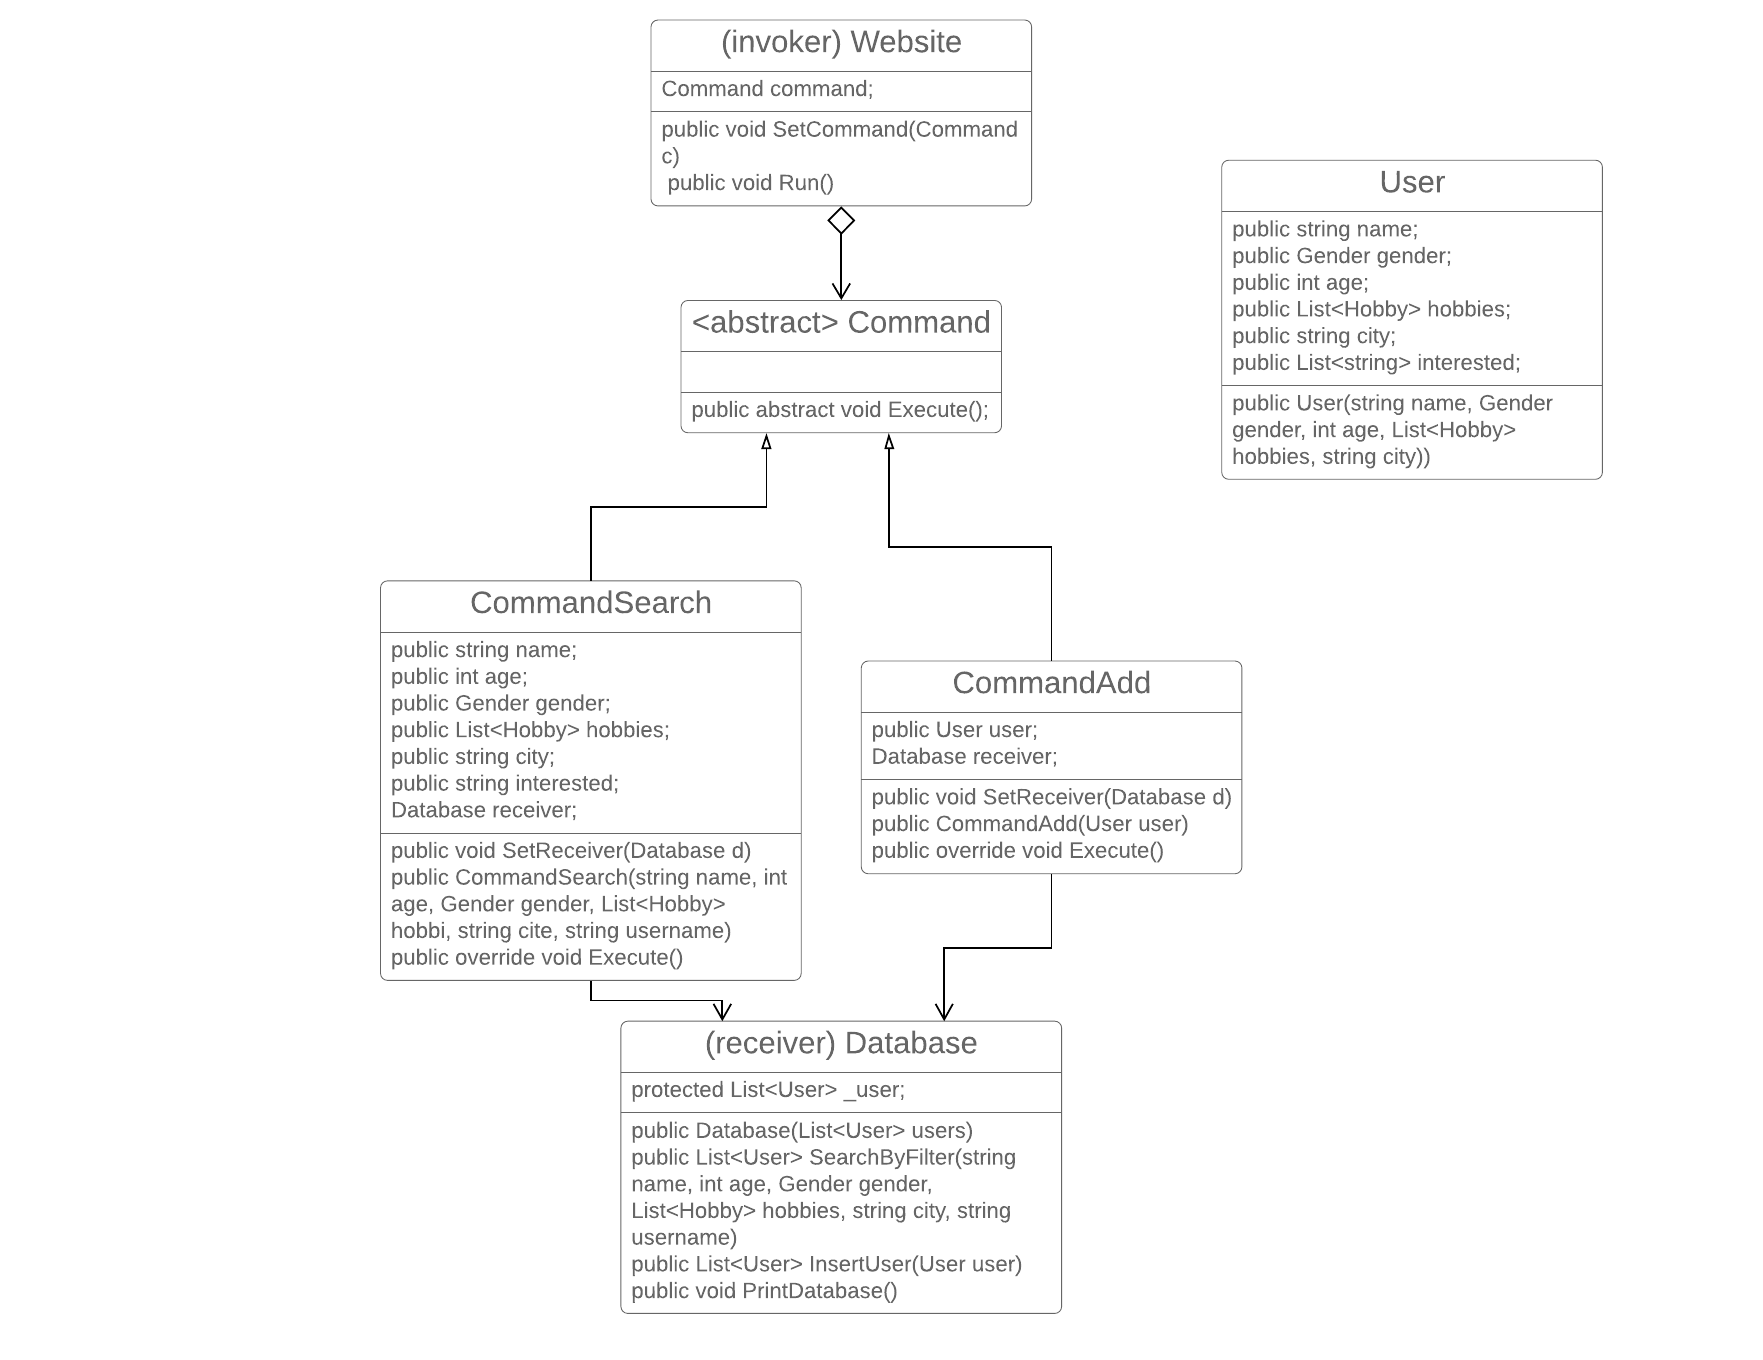 (invoker) Website
Command command;
public void SetCommand(Command
c)
public void Run()
User
public string name;
public Gender gender;
public int age;
public List<Hobby> hobbies;
public string city;
public List<string> interested;
public User(string name, Gender
gender, int age, List<Hobby>
hobbies, string city))
<abstract> Command
public abstract void Execute();
CommandSearch
public string name;
public int age;
public Gender gender;
public List<Hobby> hobbies;
public string city;
public string interested;
Database receiver;
public void SetReceiver(Database d)
public CommandSearch(string name, int
age, Gender gender, List<Hobby>
hobbi, string cite, string username)
public override void Execute()
CommandAdd
public User user;
Database receiver;
public void SetReceiver(Database d)
public CommandAdd(User user)
public override void Execute()
(receiver) Database
protected List<User> _user;
public Database(List<User> users)
public List<User> SearchByFilter(string
name, int age, Gender gender,
List<Hobby> hobbies, string city, string
username)
public List<User> InsertUser(User user)
public void PrintDatabase()